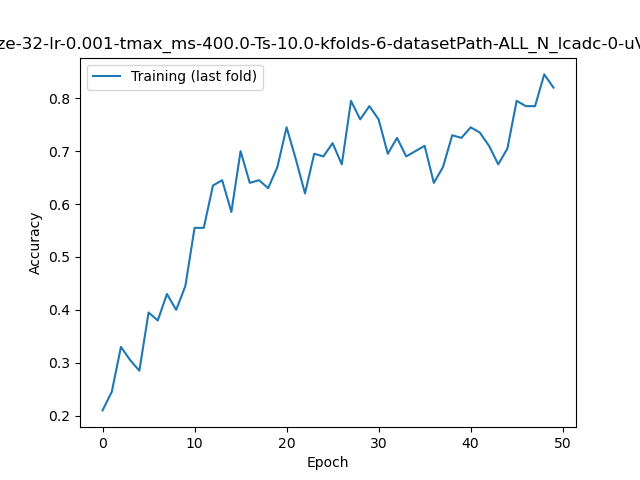 ze-32-lr-0.001-tmax_ms-400.0-Ts-10.0-kfolds-6-datasetPath-ALL_N_lcadc-0-uV
Training (last fold)
0.8
0.7
0.6
0.5
0.4
0.3
0.2
Accuracy
0 10 20 30 40 50
Epoch